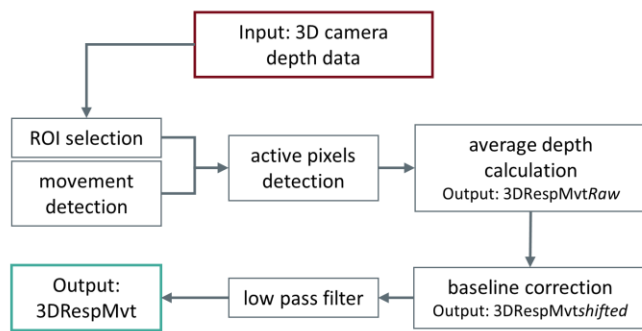 Input: 3D camera
depth data
ROI selection
movement
detection
active pixels
detection
average depth
calculation
Output: 3DRespMvtRaw
baseline correction
Output: 3DRespMvtshifted
low pass filter
Output:
3DRespMvt